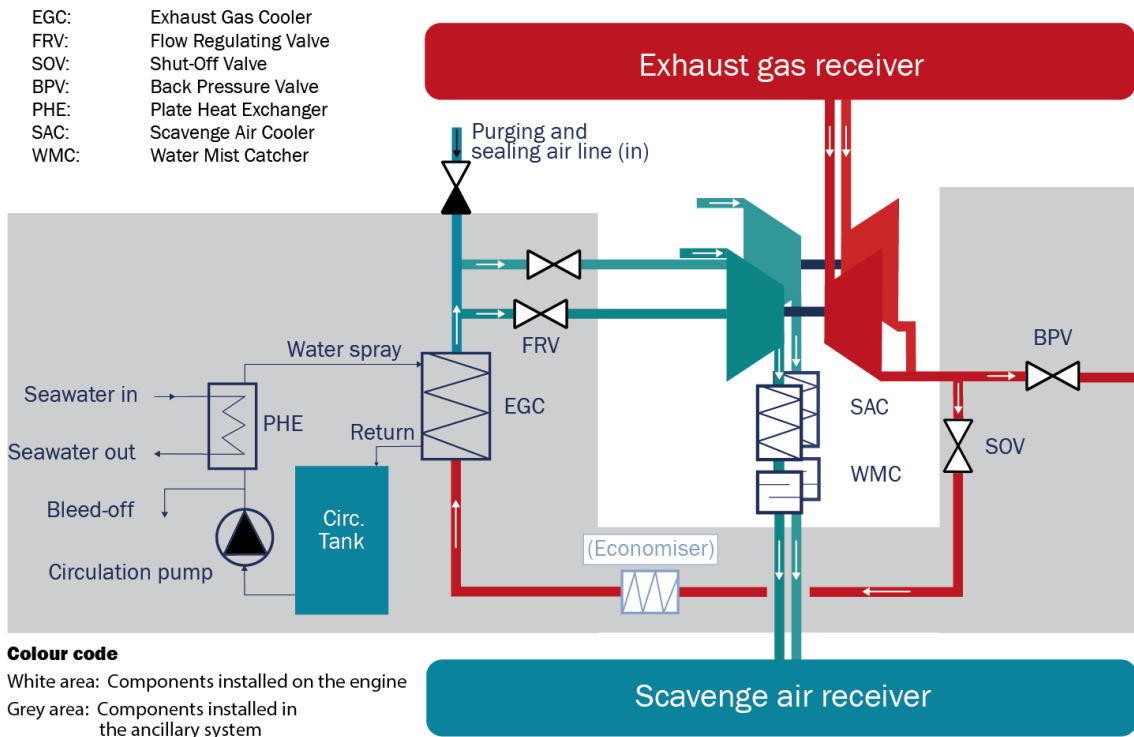 EGC: Exhaust Gas Cooler
FRV: Flow Regulating Valve
SOV: Shut-Off Valve
BPV: Back Pressure Valve
PHE: Plate Heat Exchanger
SAC: Scavenge Air Cooler
WMC: Water Mist Catcher
Exhaust gas receiver
Purging and
sealing air line (in)
FRV
BPV
Water spray
Seawater in
PHE
EGC
SAC
Return
Seawater out
SOV
WMC
Bleed-off
Circ.
Tank
(Economiser)
Circulation pump
Colour code
White area: Components installed on the engine
Grey area: Components installed in
the ancillary system
Scavenge air receiver